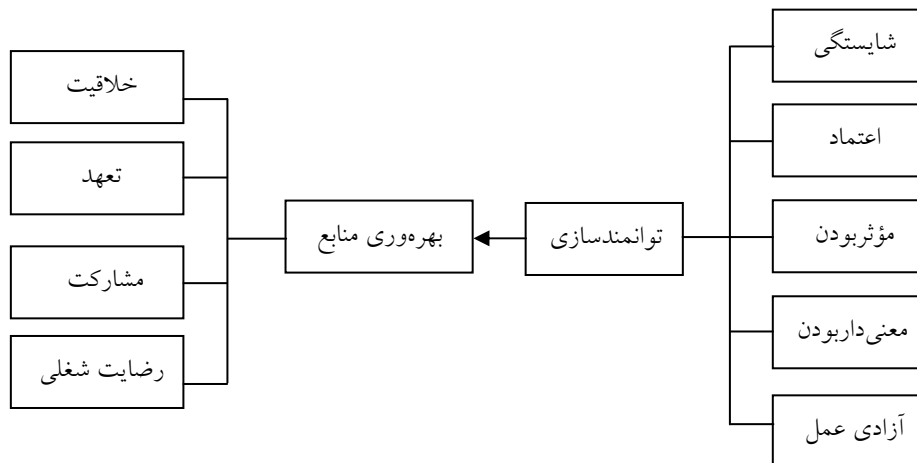 شایستگی
اعتماد
مؤثربودن
معنی‌داربودن
آزادی عمل
توانمندسازی
بهره‌وری منابع
خلاقیت
تعهد
مشارکت
رضایت شغلی